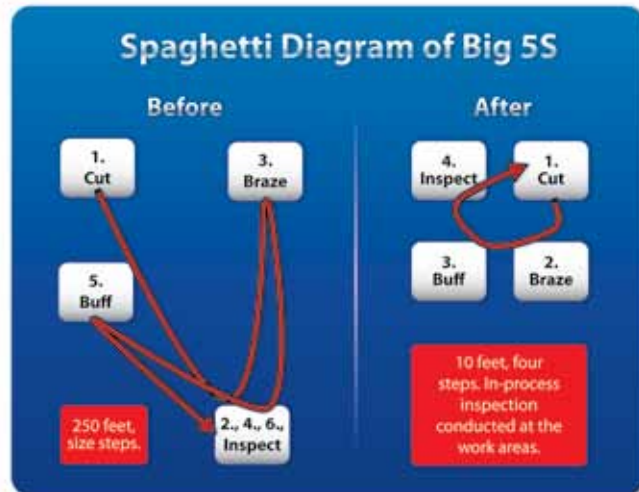 Spaghetti Diagram of Big 5S
Before
1.
Cut
3.
Braze
5.
Buff
250 feet,
size steps.
2., 4., 6.,
Inspect
After
4.
Inspect
1.
Cut
3.
Buff
2.
Braze
10 feet, four
steps. In-process
inspection
conducted at the
work areas.